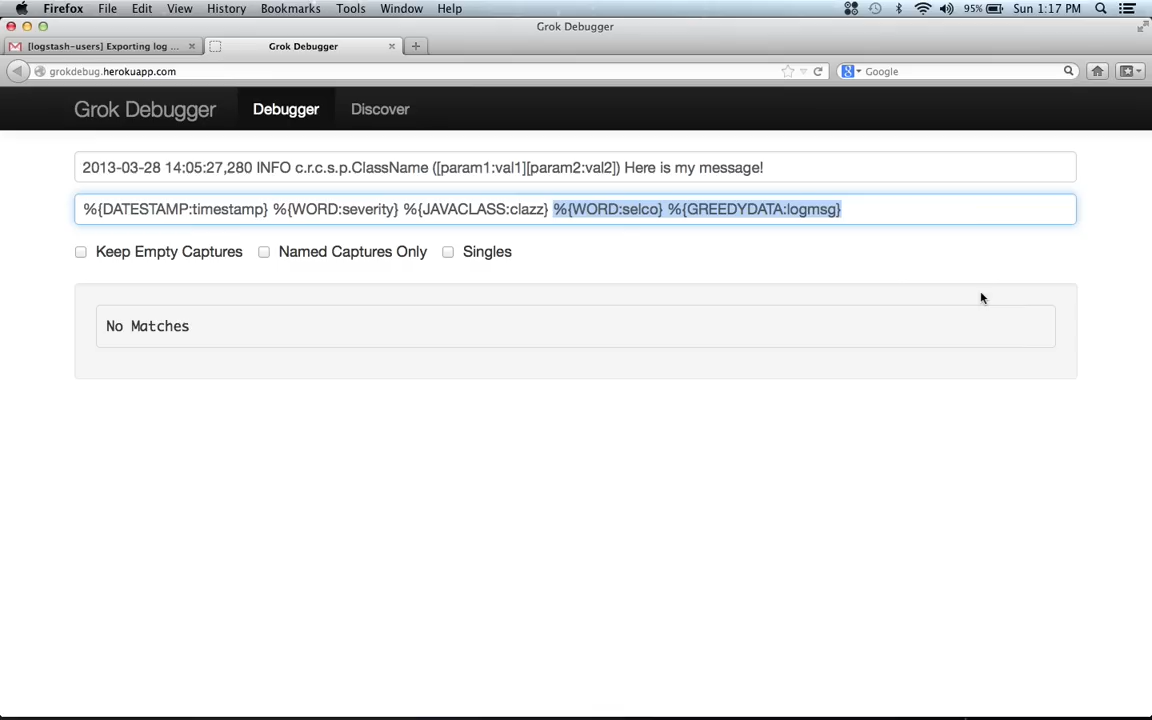 Firefox File Edit View History Bookmarks Tools Window Help 95% Sun 1:17 PM
Grok Debugger
[logstash-users] Exporting log ... Grok Debugger
grokdebug.herokuapp.com Google
Grok Debugger Debugger Discover
2013-03-28 14:05:27,280 INFO c.r.c.s.p.ClassName ([param1:val1][param2:val2]) Here is my message!
%{DATESTAMP:timestamp} %{WORD:severity} %{JAVACLASS:clazz} %{WORD:selco} %{GREEDYDATA:logmsg}
Keep Empty Captures Named Captures Only Singles
No Matches